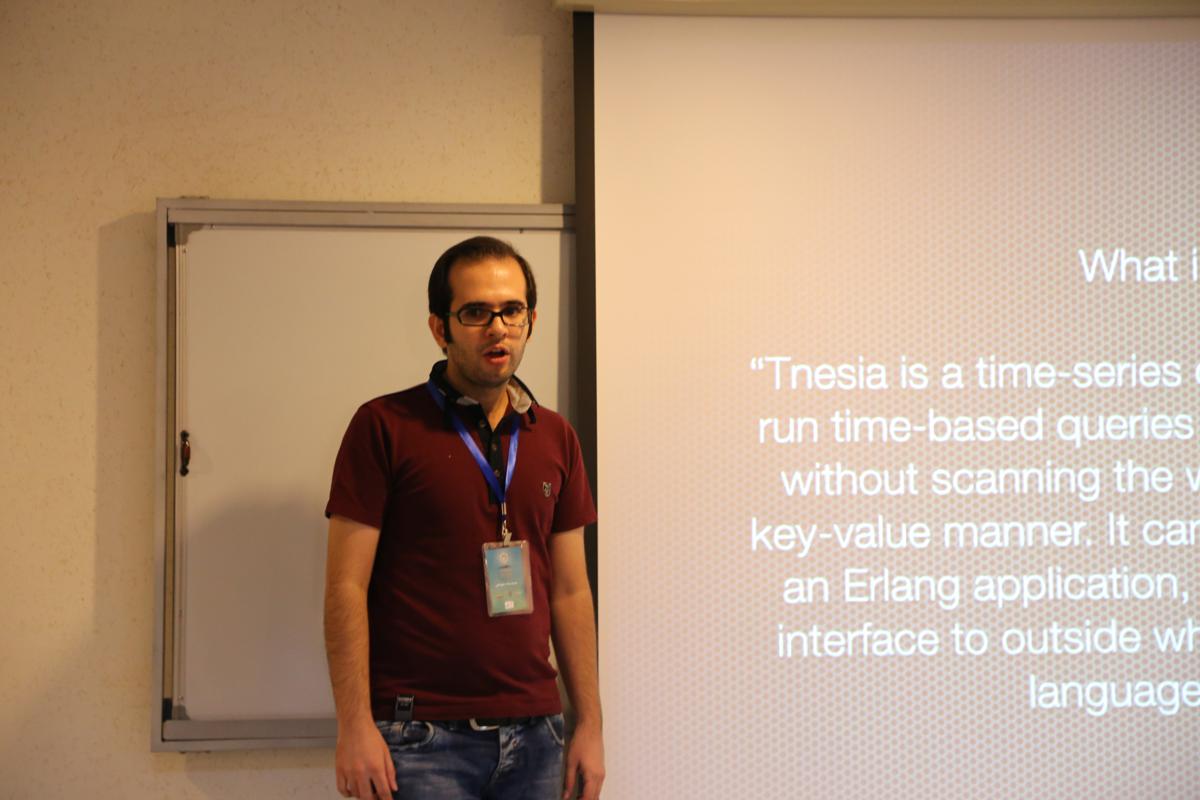 What i
“Tnesia is a time-series
run time-based queries
without scanning the w
key-value manner. It can
an Erlang application,
interface to outside wh
language